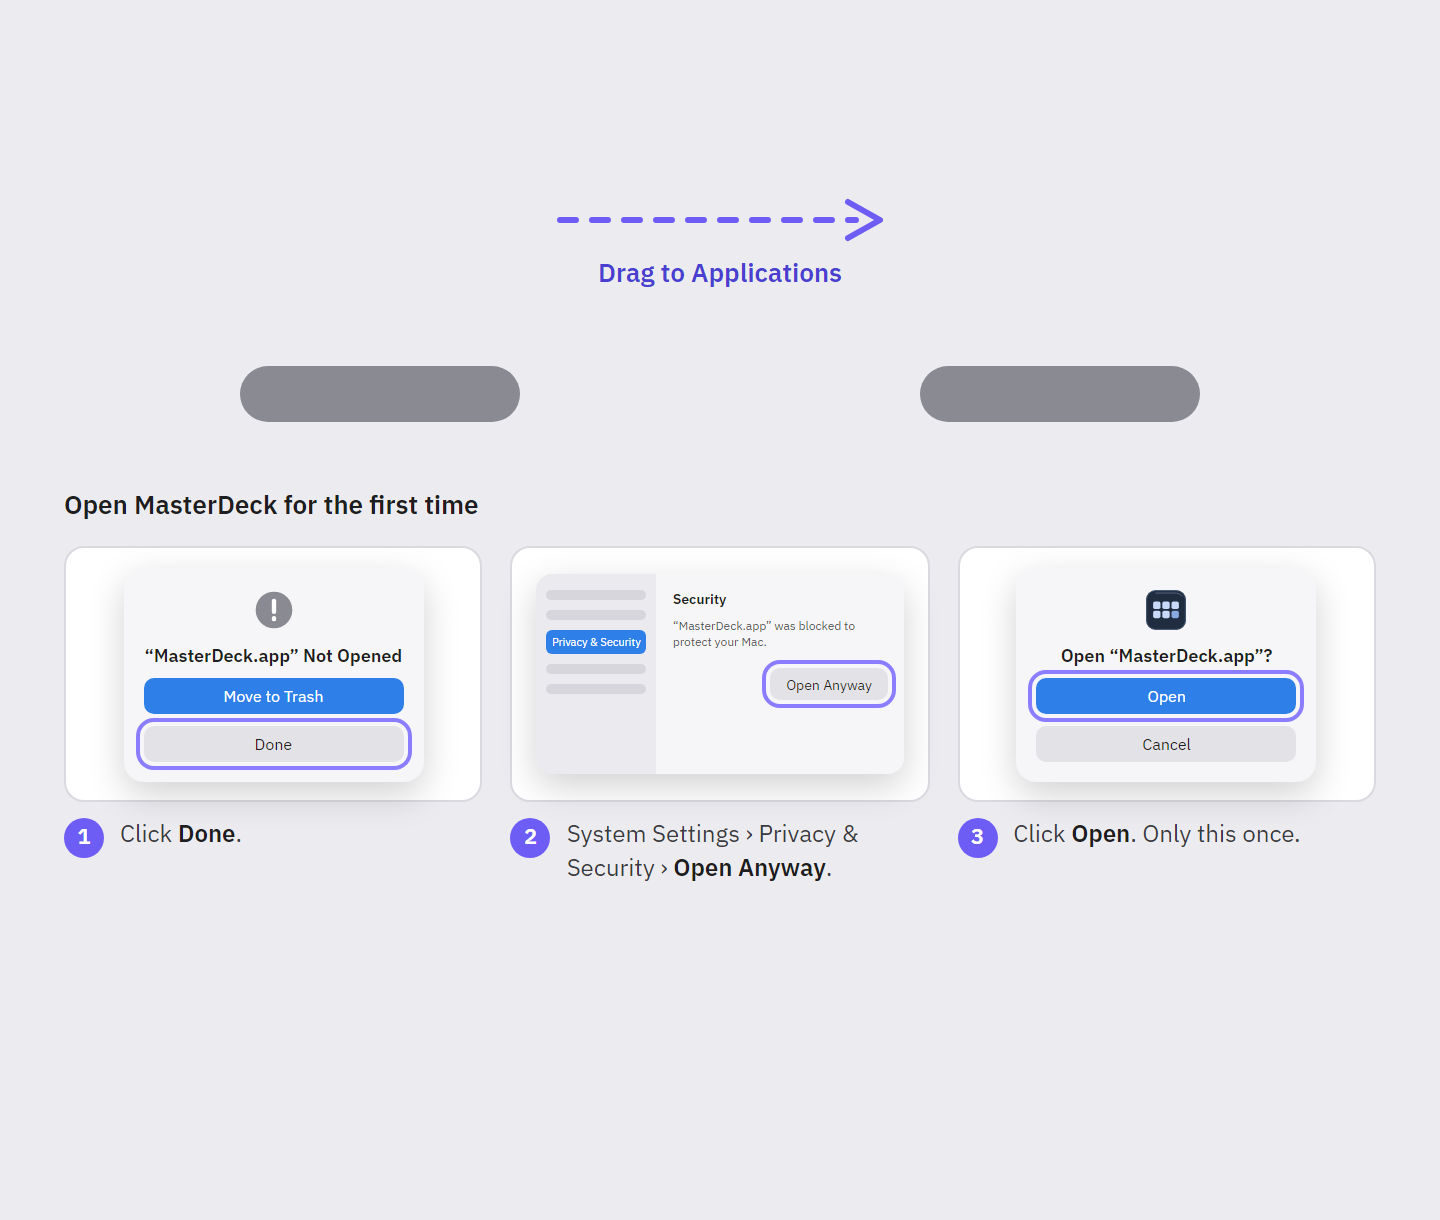 Drag to Applications
Open MasterDeck for the first time
“MasterDeck.app” Not Opened
Move to Trash
Done
Privacy & Security
Security
“MasterDeck.app” was blocked to
protect your Mac.
Open Anyway
Open “MasterDeck.app”?
Open
Cancel
1 Click Done.
2 System Settings › Privacy &
Security › Open Anyway.
3 Click Open. Only this once.